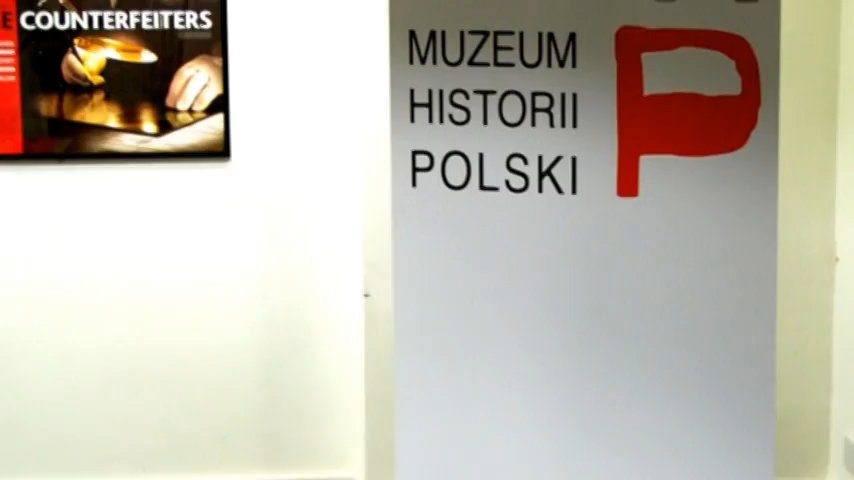 E COUNTERFEITERS
MUZEUM
HISTORII
POLSKI
P